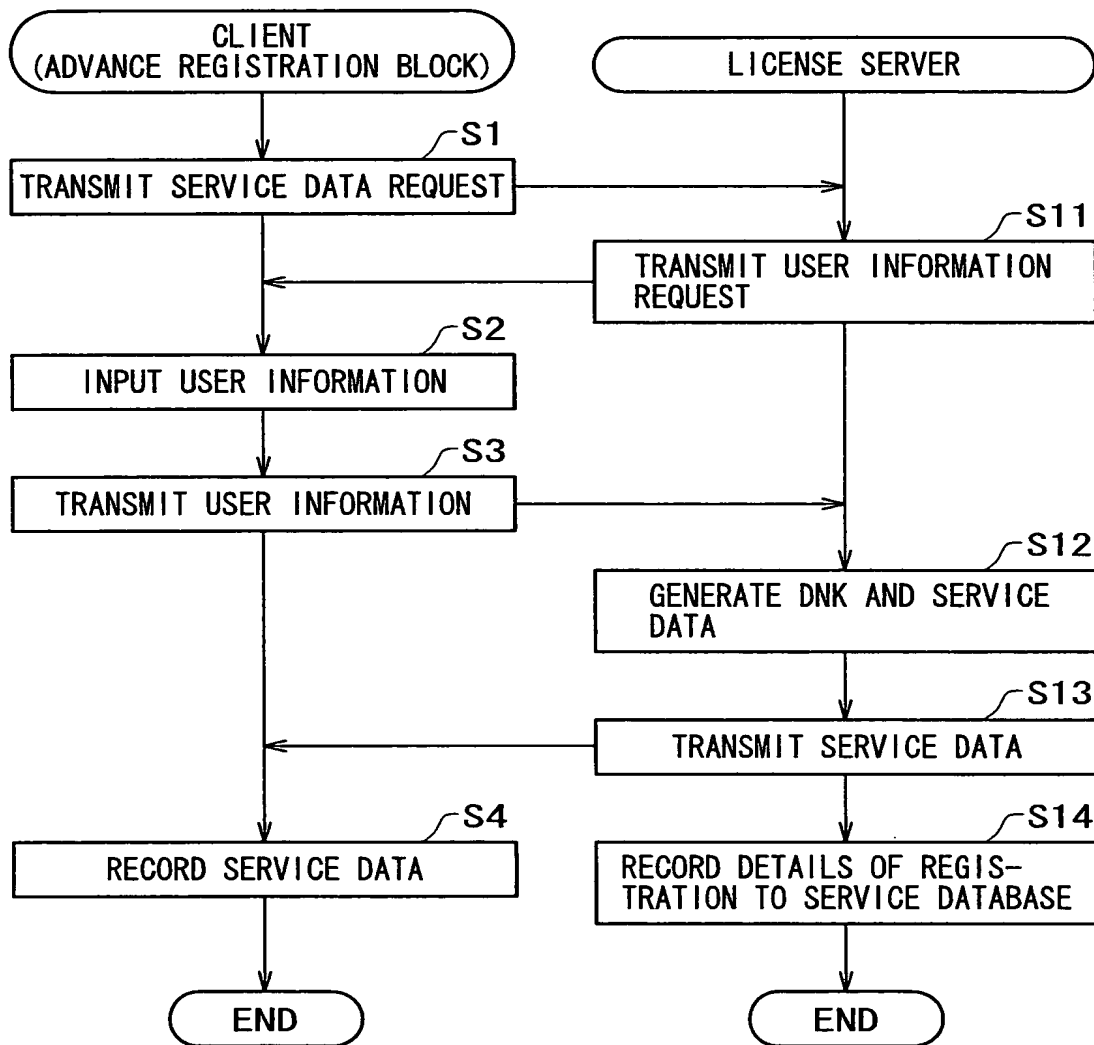 CLIENT
(ADVANCE REGISTRATION BLOCK)
LICENSE SERVER
S1
TRANSMIT SERVICE DATA REQUEST
S11
TRANSMIT USER INFORMATION
REQUEST
S2
INPUT USER INFORMATION
S3
TRANSMIT USER INFORMATION
S12
GENERATE DNK AND SERVICE
DATA
S13
TRANSMIT SERVICE DATA
S4
RECORD SERVICE DATA
S14
RECORD DETAILS OF REGIS-
TRATION TO SERVICE DATABASE
END
END